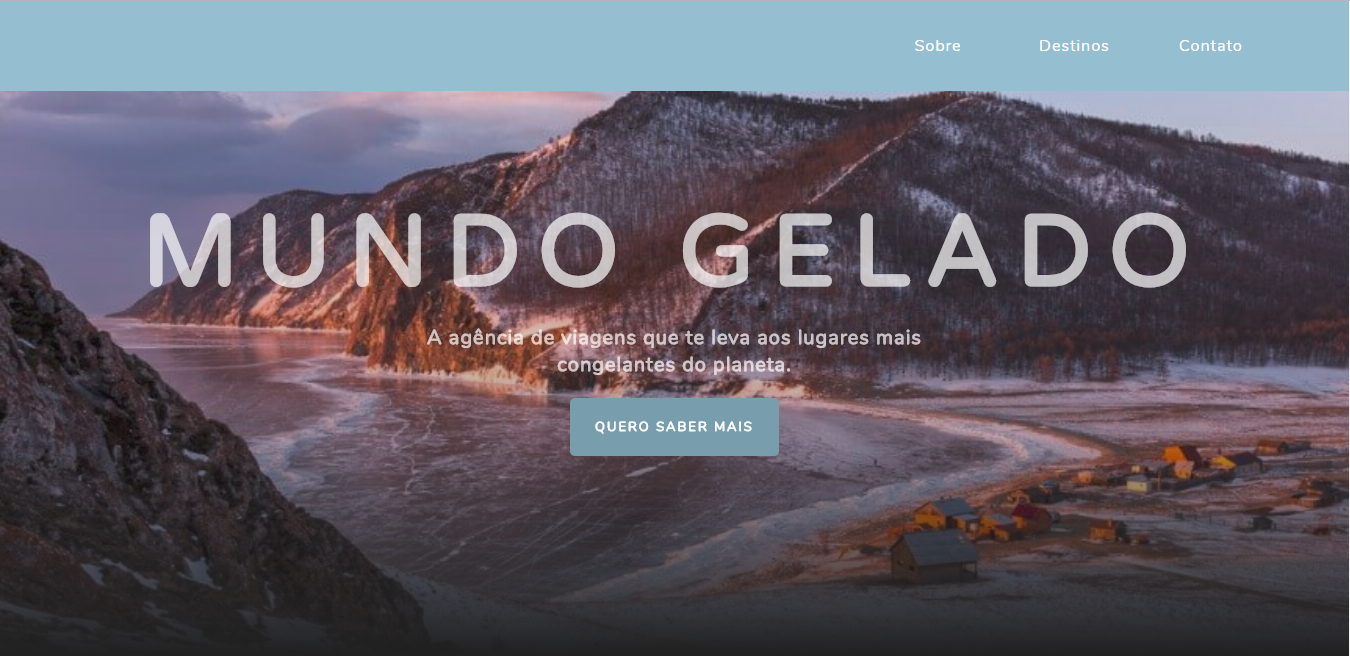 Sobre Destinos Contato
MUNDO GELADO
A agência de viagens que te leva aos lugares mais
congelantes do planeta.
QUERO SABER MAIS